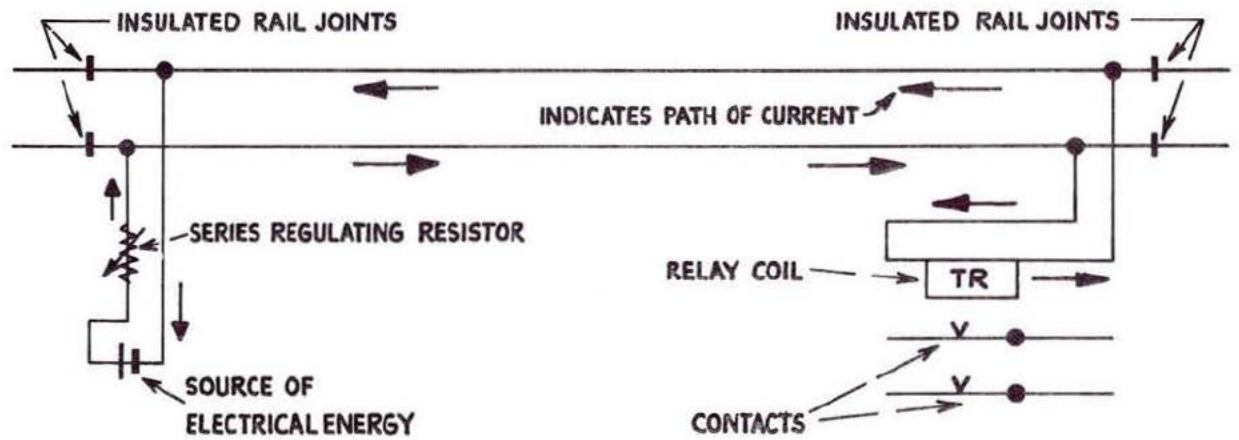 INSULATED RAIL JOINTS
INSULATED RAIL JOINTS
INDICATES PATH OF CURRENT
SERIES REGULATING RESISTOR
RELAY COIL
TR
SOURCE OF
ELECTRICAL ENERGY
CONTACTS